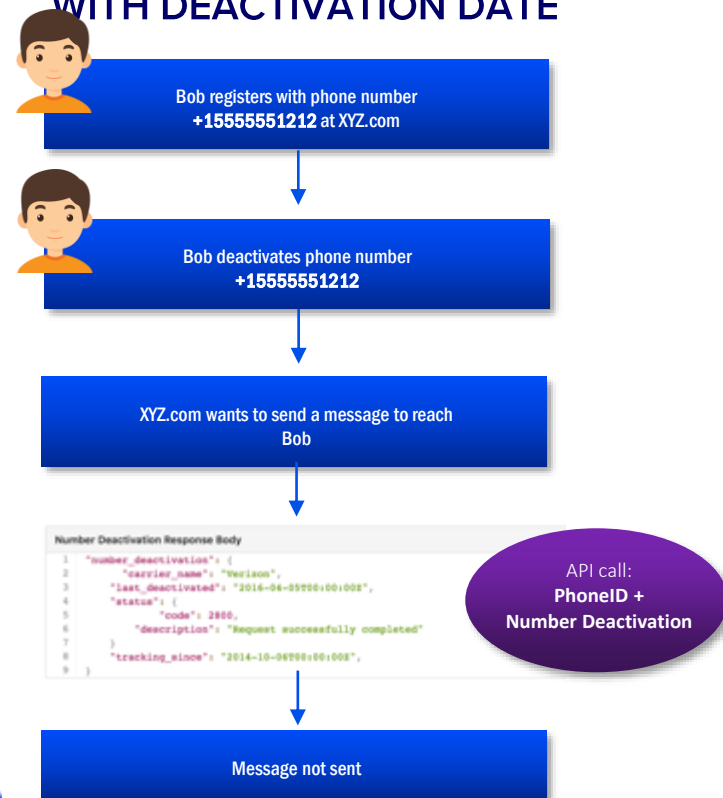 WITH DEACTIVATION DATE
Bob registers with phone number
+15555551212 at XYZ.com
Bob deactivates phone number
+15555551212
XYZ.com wants to send a message to reach
Bob
Number Deactivation Response Body
1 "number_deactivation": {
2 "carrier_name": "Verizon",
3 "last_deactivated": "2016-04-05T00:00:00Z",
4 "status": {
5 "code": 2800,
6 "description": "Request successfully completed"
7 }
8 "tracking_since": "2014-10-06T00:00:00Z",
9 }
API call:
PhoneID +
Number Deactivation
Message not sent